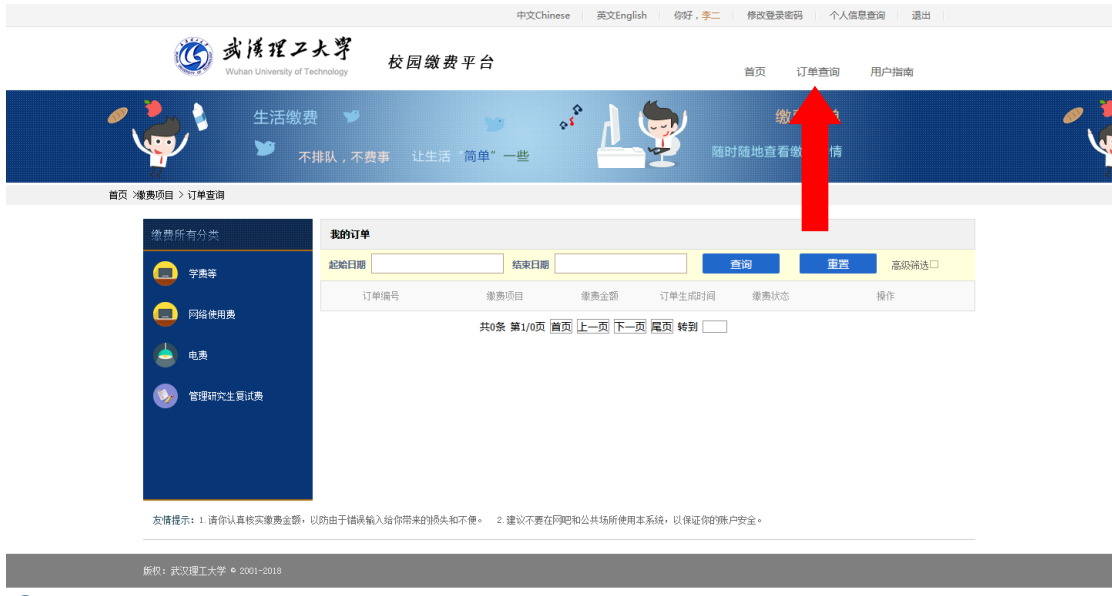 中文Chinese 英文English 你好，李二 修改登录密码 个人信息查询 退出
武汉理工大学
Wuhan University of Technology
校园缴费平台
首页 订单查询 用户指南
生活缴费
不排队，不费事 让生活“简单”一些
随时随地查看缴
情
首页 >缴费项目 > 订单查询
缴费所有分类
学费等
网络使用费
电费
管理研究生复试费
我的订单
起始日期 结束日期 查询 重置 高级筛选
订单编号 缴费项目 缴费金额 订单生成时间 缴费状态 操作
共0条 第1/0页 首页 上一页 下一页 尾页 转到
友情提示：1.请你认真核实缴费金额，以防由于错误输入给你带来的损失和不便。 2.建议不要在网吧和公共场所使用本系统，以保证你的账户安全。
版权：武汉理工大学 © 2001-2018